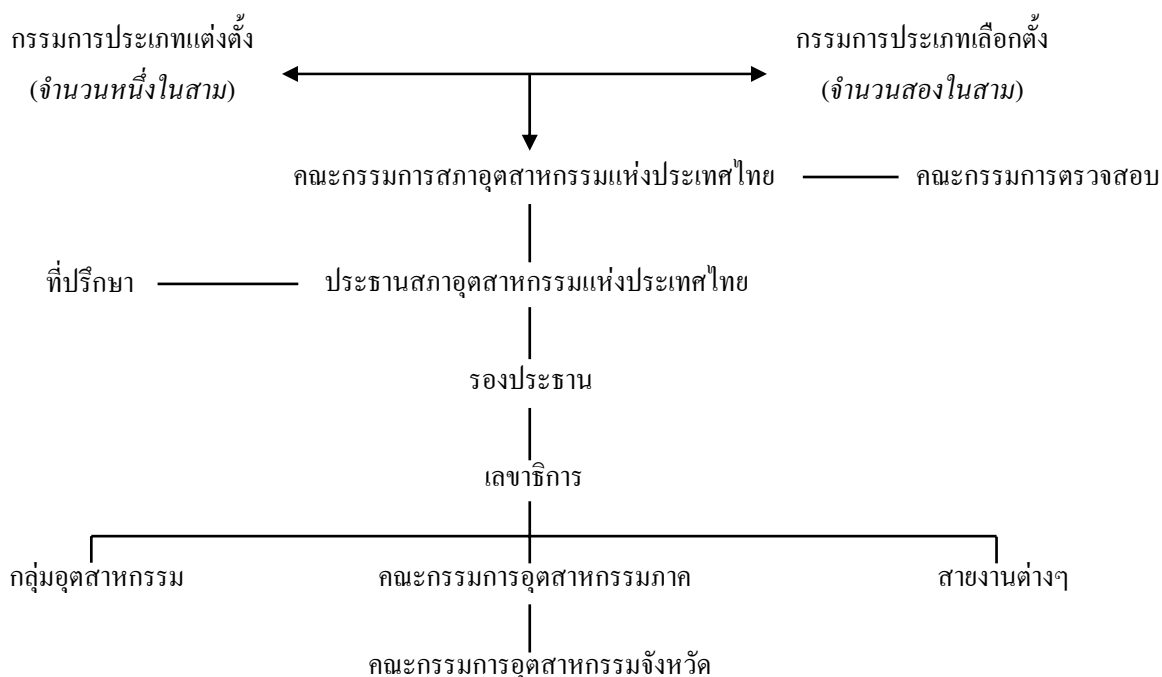 กรรมการประเภทแต่งตั้ง
(จำนวนหนึ่งในสาม)
กรรมการประเภทเลือกตั้ง
(จำนวนสองในสาม)
คณะกรรมการสภาอุตสาหกรรมแห่งประเทศไทย
คณะกรรมการตรวจสอบ
ที่ปรึกษา
ประธานสภาอุตสาหกรรมแห่งประเทศไทย
รองประธาน
เลขาธิการ
กลุ่มอุตสาหกรรม
คณะกรรมการอุตสาหกรรมภาค
สายงานต่างๆ
คณะกรรมการอุตสาหกรรมจังหวัด